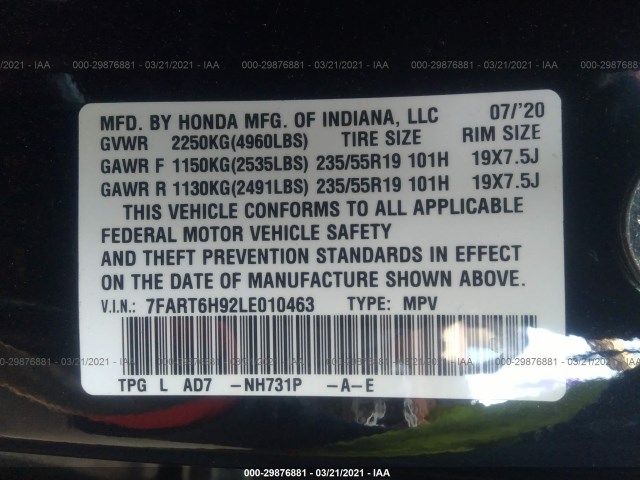 000-29876881 - 03/21/2021 - IAA
MFD. BY HONDA MFG. OF INDIANA, LLC 07/'20
GVWR 2250KG(4960LBS) TIRE SIZE RIM SIZE
GAWR F 1150KG(2535LBS) 235/55R19 101H 19X7.5J
GAWR R 1130KG(2491LBS) 235/55R19 101H 19X7.5J
THIS VEHICLE CONFORMS TO ALL APPLICABLE
FEDERAL MOTOR VEHICLE SAFETY
AND THEFT PREVENTION STANDARDS IN EFFECT
ON THE DATE OF MANUFACTURE SHOWN ABOVE.
V.I.N.: 7FART6H92LE010463 TYPE: MPV
TPG L AD7 -NH731P -A-E
000-29876881 - 03/21/2021 - IAA